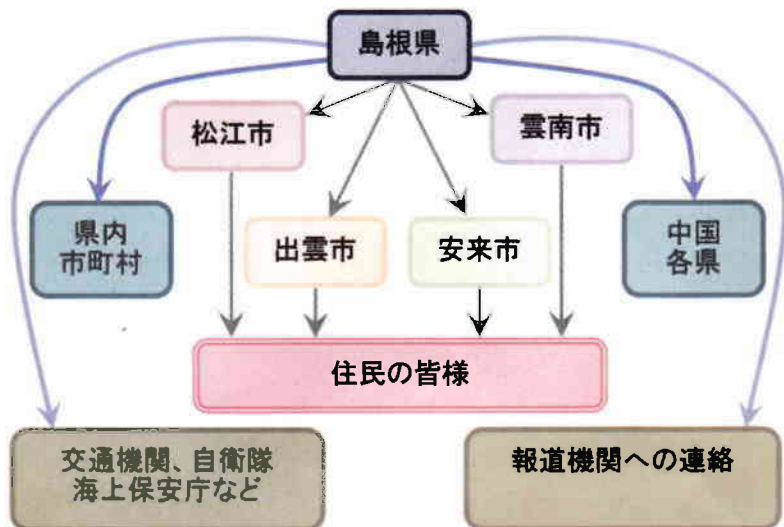 島根県
松江市
雲南市
県内
市町村
出雲市
安来市
中国
各県
住民の皆様
交通機関、自衛隊
海上保安庁など
報道機関への連絡